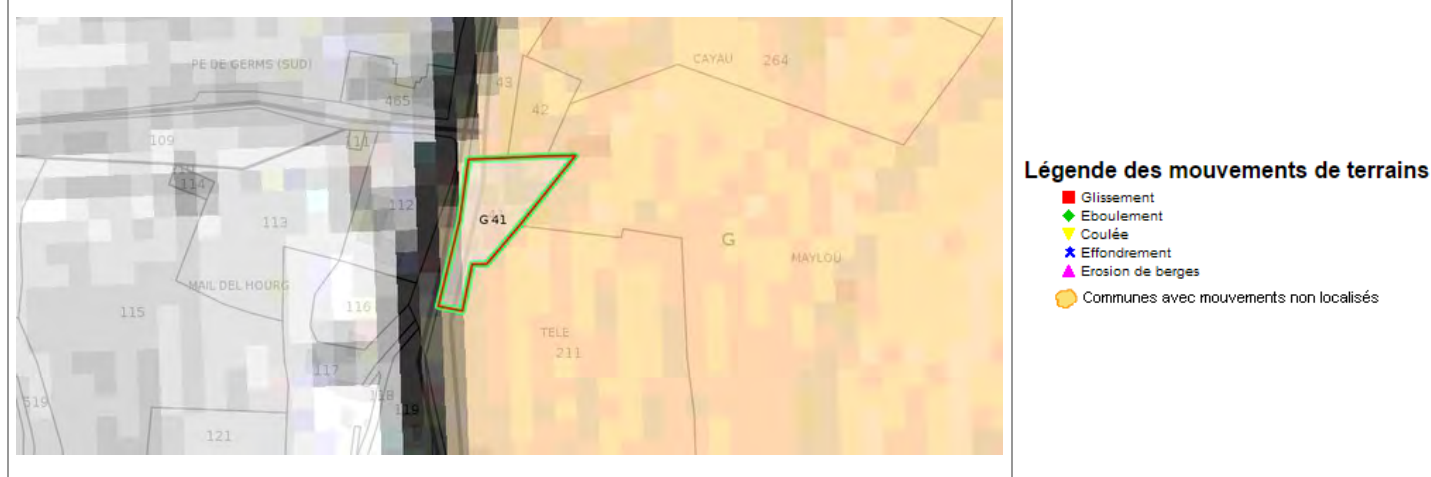 PE DE GERMS (SUD)
CAYAU 264
43
465
42
109
11
114
112
G 41
113
G
MAYLOU
MAIL DEL HOURG
116
115
TELE
211
117
118
519
119
121
Légende des mouvements de terrains
Glissement
Eboulement
Coulée
Effondrement
Erosion de berges
Communes avec mouvements non localisés